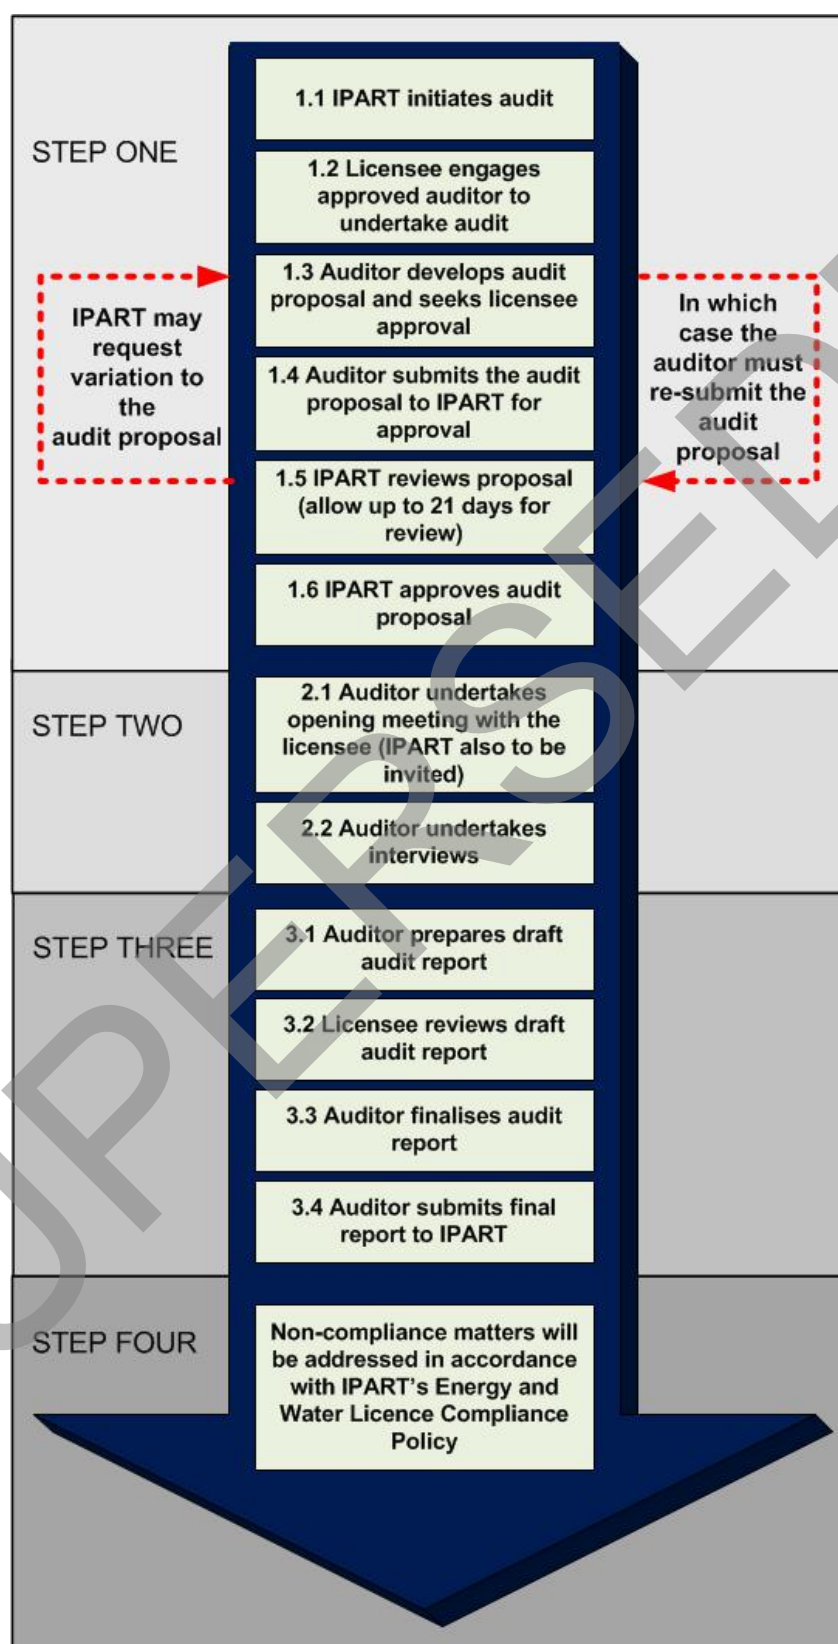 STEP ONE
1.1 IPART initiates audit
1.2 Licensee engages
approved auditor to
undertake audit
1.3 Auditor develops audit
proposal and seeks licensee
approval
IPART may
request
variation to
the
audit proposal
In which
case the
auditor must
re-submit the
audit
proposal
1.4 Auditor submits the audit
proposal to IPART for
approval
1.5 IPART reviews proposal
(allow up to 21 days for
review)
1.6 IPART approves audit
proposal
STEP TWO
2.1 Auditor undertakes
opening meeting with the
licensee (IPART also to be
invited)
2.2 Auditor undertakes
interviews
STEP THREE
3.1 Auditor prepares draft
audit report
3.2 Licensee reviews draft
audit report
3.3 Auditor finalises audit
report
3.4 Auditor submits final
report to IPART
STEP FOUR
Non-compliance matters will
be addressed in accordance
with IPART's Energy and
Water Licence Compliance
Policy